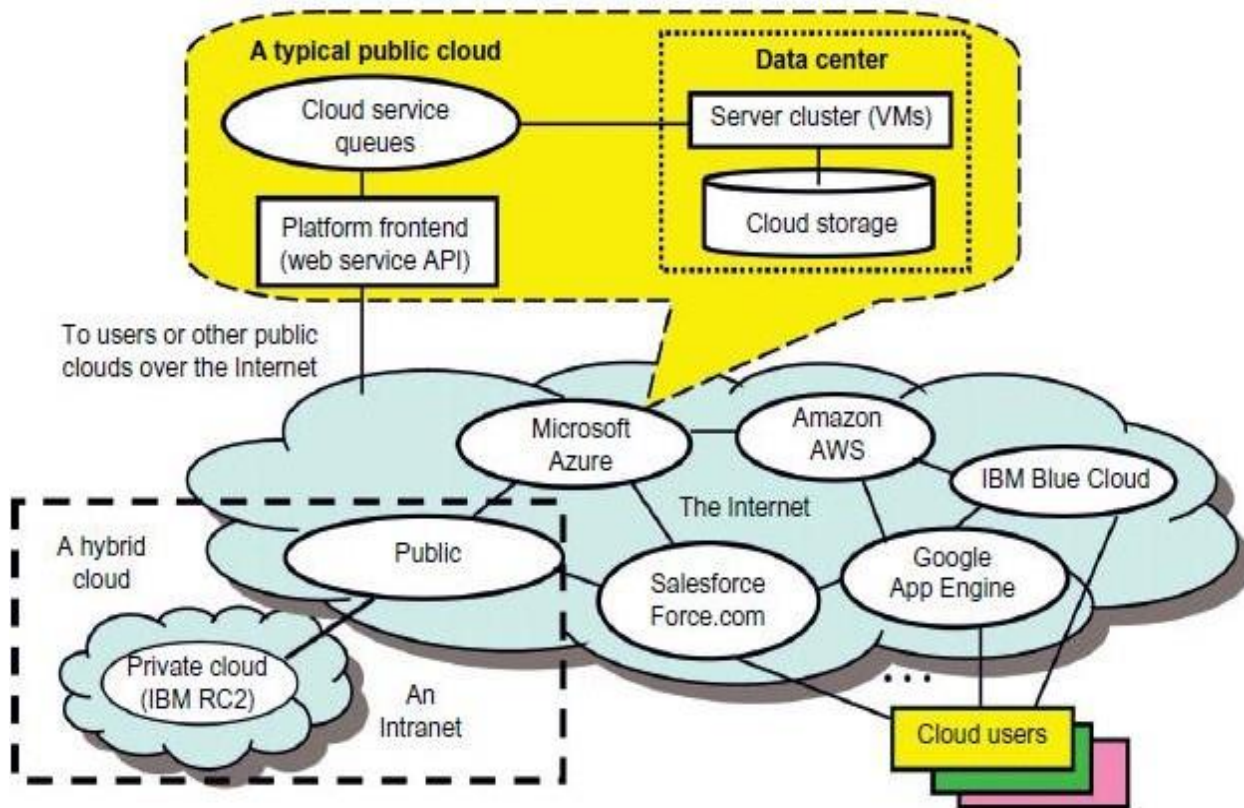 A typical public cloud
Data center
Cloud service
queues
Server cluster (VMs)
Platform frontend
(web service API)
Cloud storage
To users or other public
clouds over the Internet
Microsoft
Azure
Amazon
AWS
IBM Blue Cloud
The Internet
A hybrid
cloud
Public
Salesforce
Force.com
Google
App Engine
Private cloud
(IBM RC2)
An
Intranet
...
Cloud users